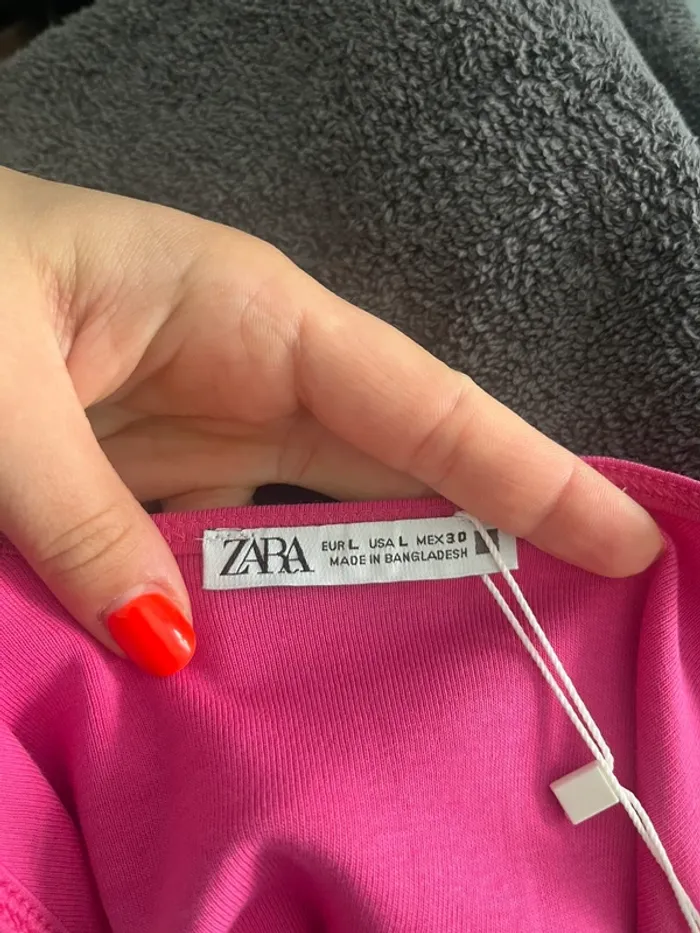 ZARA
EUR L USA L MEX 30
MADE IN BANGLADESH